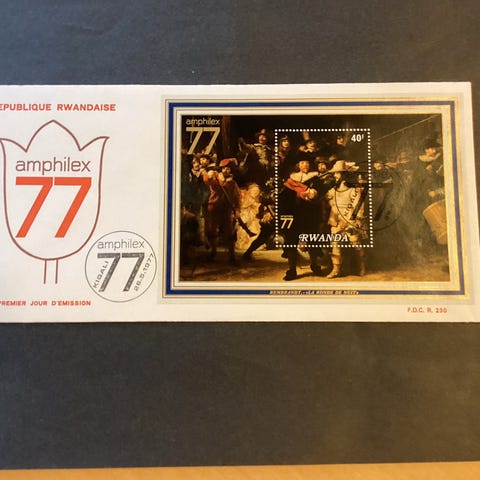 EPUBLIQUE RWANDAISE
amphilex
77
amphilex
77
KIGALI
26.5.1977
PREMIER JOUR D'EMISSION
amphilex
77
40F
amphilex
77
RWANDA
REMBRANDT.-«LA RONDE DE NUIT»
F.D.C. R. 230